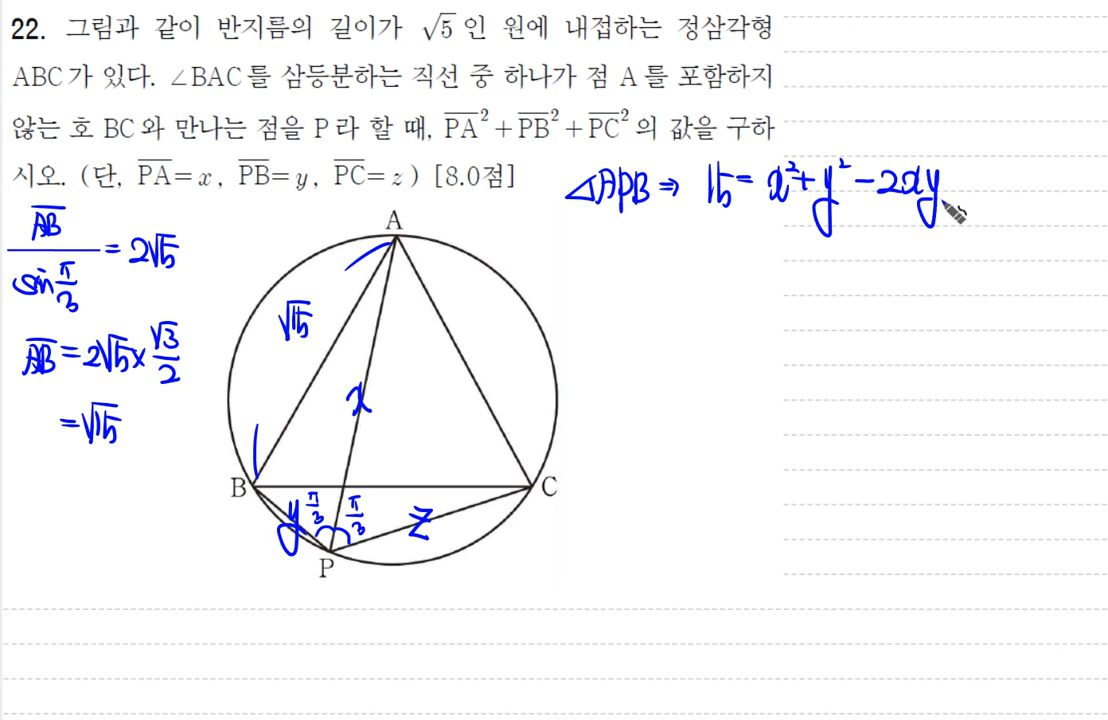 22. 그림과 같이 반지름의 길이가 √5 인 원에 내접하는 정삼각형
ABC가 있다. ∠BAC를 삼등분하는 직선 중 하나가 점 A를 포함하지
않는 호 BC와 만나는 점을 P라 할 때, PA² + PB² + PC² 의 값을 구하
시오. (단, PA = x, PB = y, PC = z) [8.0점]
△APB ⇒ 15 = x² + y² - 2xy
AB / sin π/3 = 2√5
AB = 2√5 × √3/2
= √15
A
√15
x
B
C
y
π/3
π/3
z
P